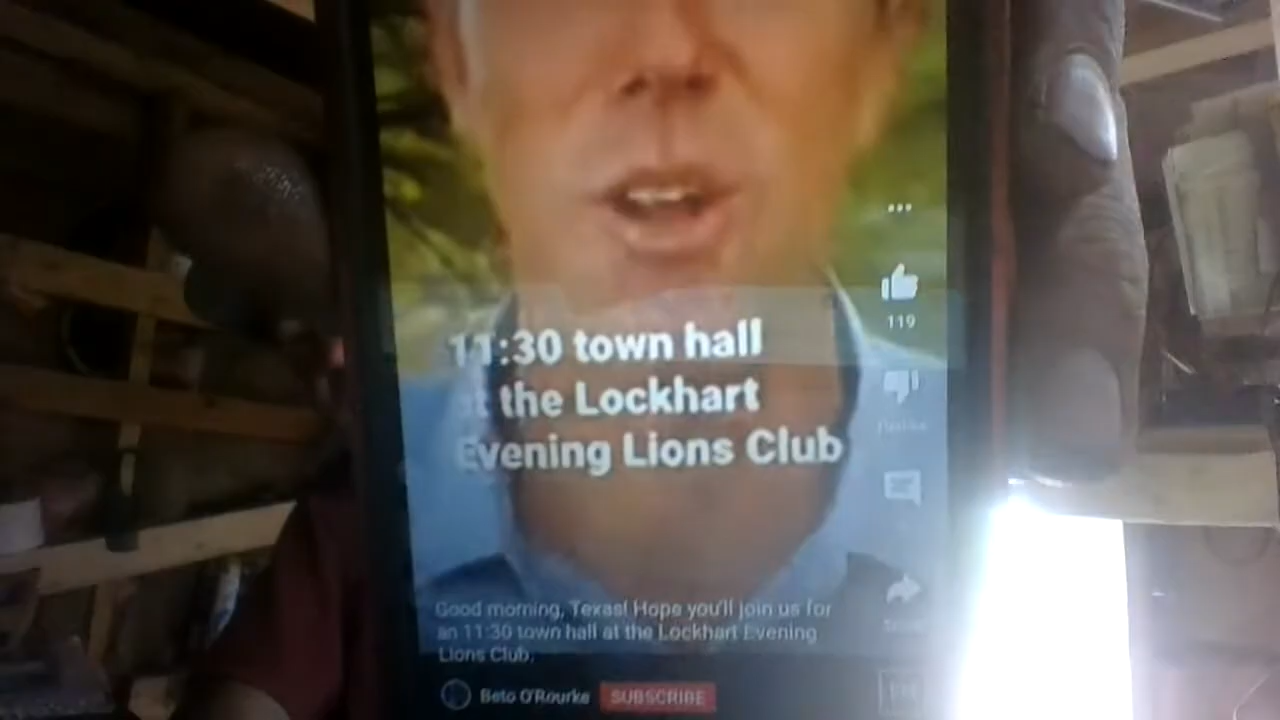 119
11:30 town hall
at the Lockhart
Evening Lions Club
Good morning, Texas! Hope you'll join us for
an 11:30 town hall at the Lockhart Evening
Lions Club,
Beto O'Rourke SUBSCRIBE